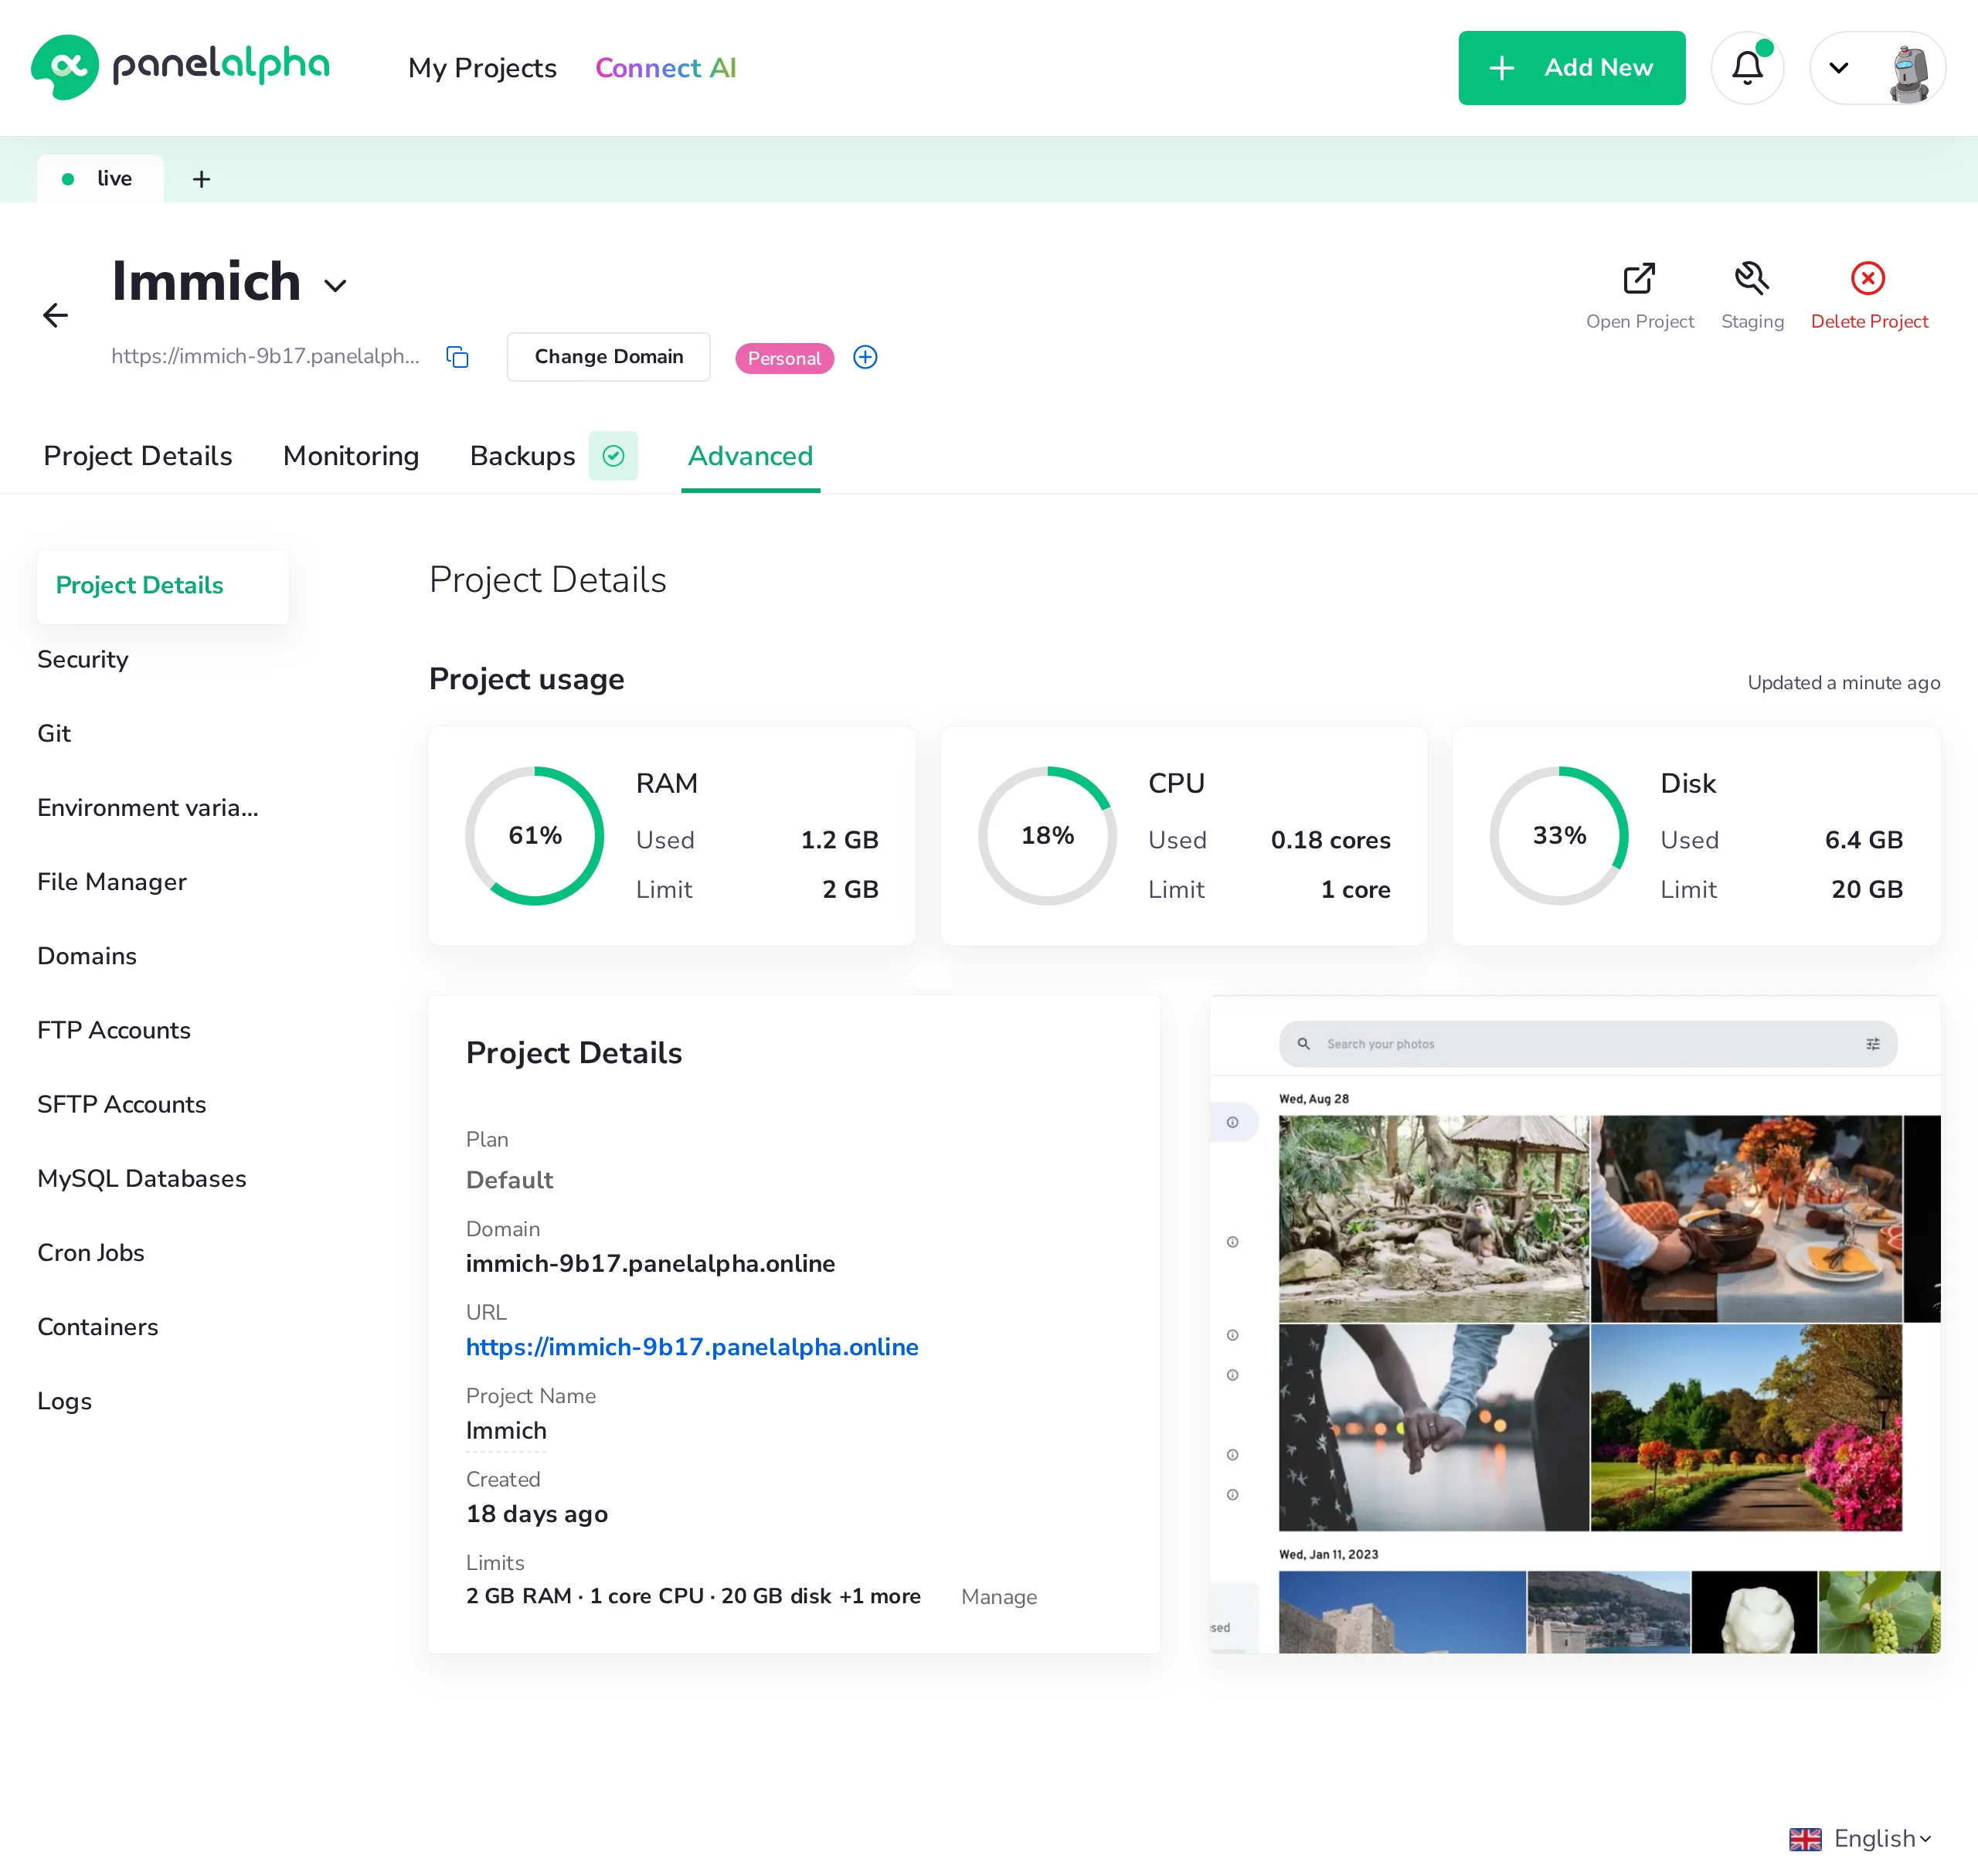 panelalpha
My Projects
Connect AI
Add New
live
Immich
Open Project
Staging
Delete Project
https://immich-9b17.panelalph...
Change Domain
Personal
Project Details
Monitoring
Backups
Advanced
Project Details
Security
Git
Environment varia...
File Manager
Domains
FTP Accounts
SFTP Accounts
MySQL Databases
Cron Jobs
Containers
Logs
Project Details
Project usage
Updated a minute ago
61%
RAM
Used 1.2 GB
Limit 2 GB
18%
CPU
Used 0.18 cores
Limit 1 core
33%
Disk
Used 6.4 GB
Limit 20 GB
Project Details
Plan
Default
Domain
immich-9b17.panelalpha.online
URL
https://immich-9b17.panelalpha.online
Project Name
Immich
Created
18 days ago
Limits
2 GB RAM · 1 core CPU · 20 GB disk +1 more
Manage
Search your photos
Wed, Aug 28
Wed, Jan 11, 2023
sed
English